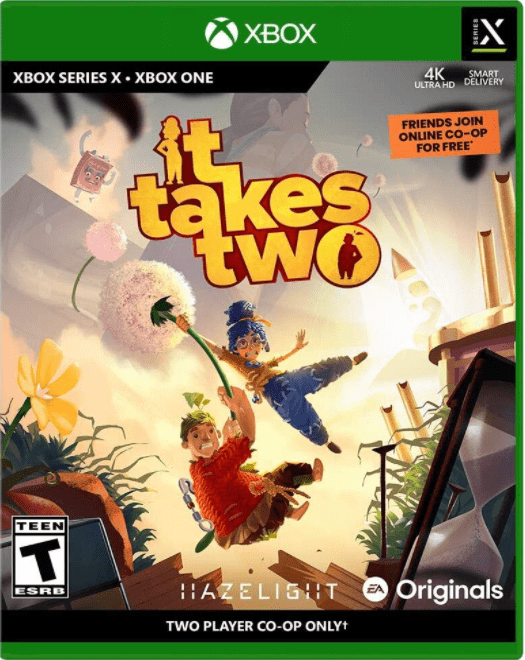 XBOX
SERIES X
XBOX SERIES X • XBOX ONE
4K
ULTRA HD
SMART
DELIVERY
FRIENDS JOIN
ONLINE CO-OP
FOR FREE*
it
takes
two
TEEN
T
ESRB
HAZELIGHT
EA Originals
TWO PLAYER CO-OP ONLY†